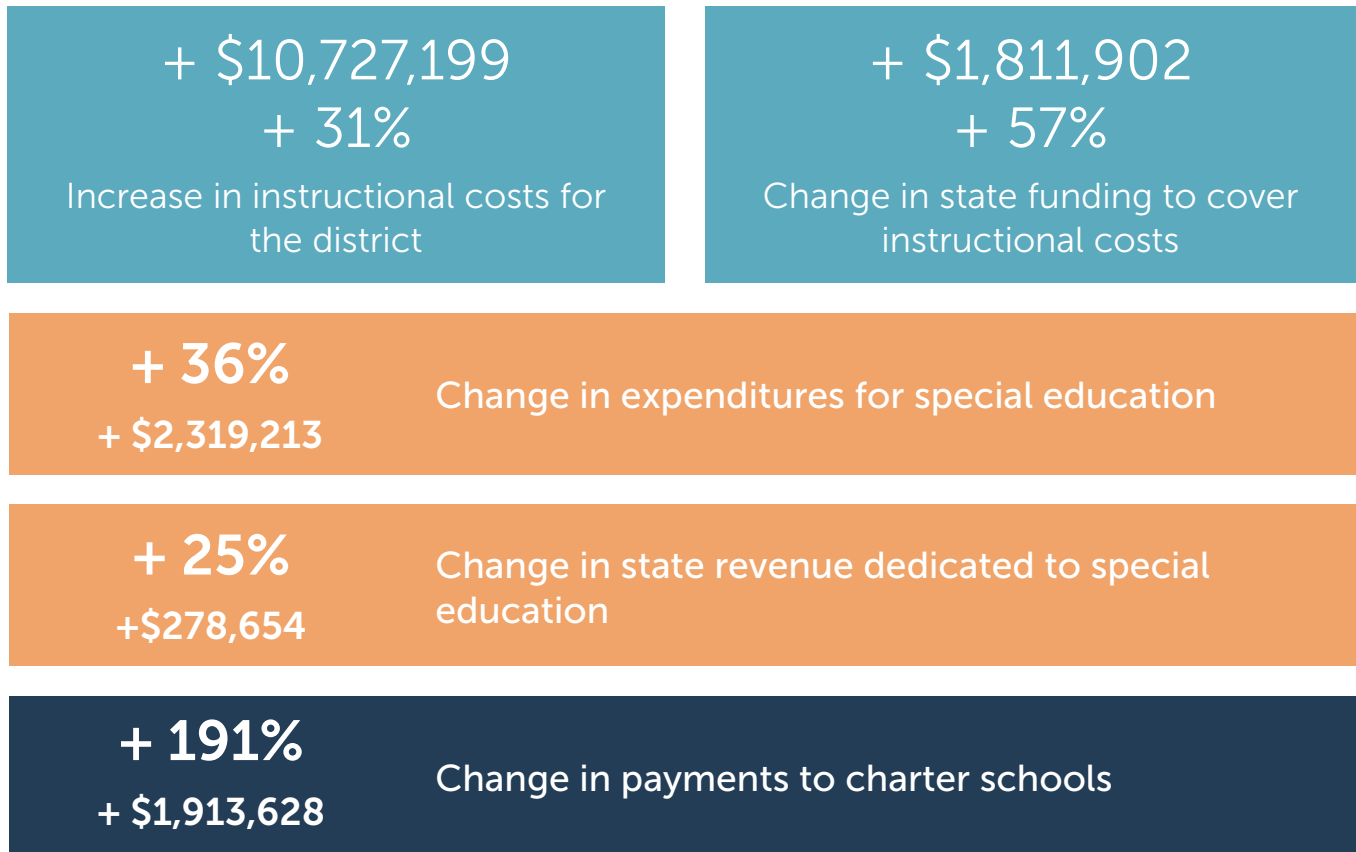 + $10,727,199
+ 31%
Increase in instructional costs for
the district
+ $1,811,902
+ 57%
Change in state funding to cover
instructional costs
+ 36%
+ $2,319,213
Change in expenditures for special education
+ 25%
+$278,654
Change in state revenue dedicated to special
education
+ 191%
+ $1,913,628
Change in payments to charter schools